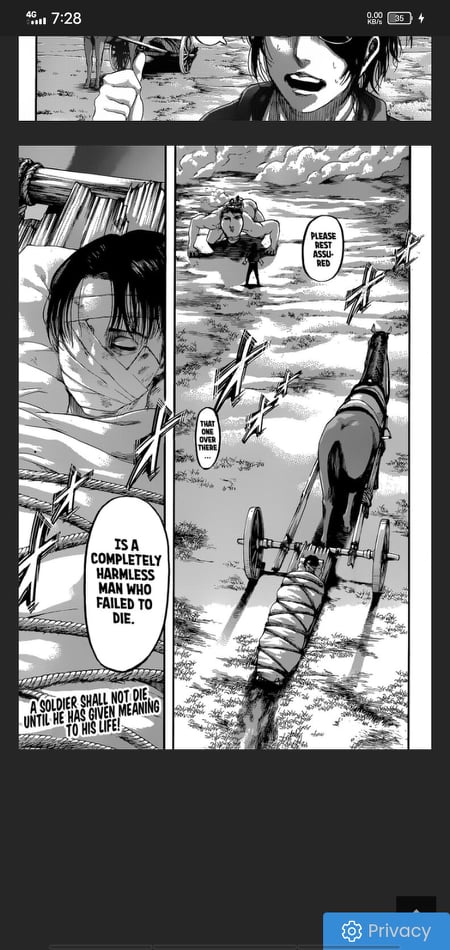 4G
7:28
0.00
KB/s
35
PLEASE
REST
ASSU-
RED
THAT
ONE
OVER
THERE
...
IS A
COMPLETELY
HARMLESS
MAN WHO
FAILED TO
DIE.
A SOLDIER SHALL NOT DIE
UNTIL HE HAS GIVEN MEANING
TO HIS LIFE!
Privacy